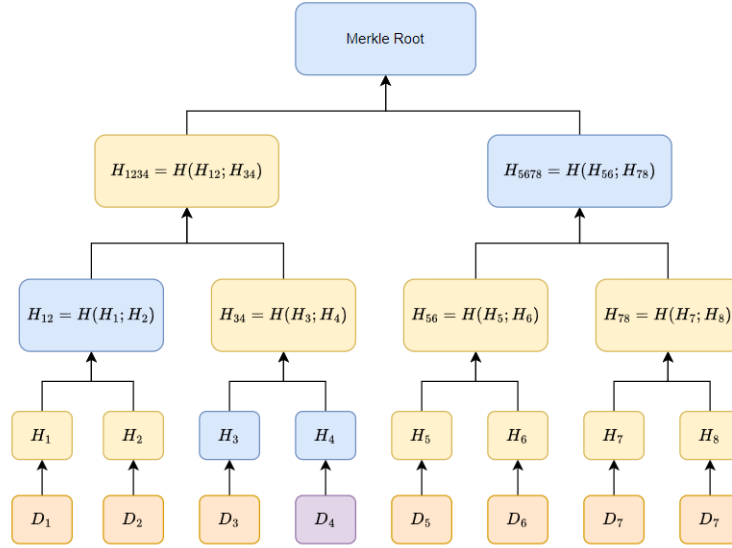 Merkle Root
H₁₂₃₄ = H(H₁₂; H₃₄)
H₅₆₇₈ = H(H₅₆; H₇₈)
H₁₂ = H(H₁; H₂)
H₃₄ = H(H₃; H₄)
H₅₆ = H(H₅; H₆)
H₇₈ = H(H₇; H₈)
H₁
H₂
H₃
H₄
H₅
H₆
H₇
H₈
D₁
D₂
D₃
D₄
D₅
D₆
D₇
D₇